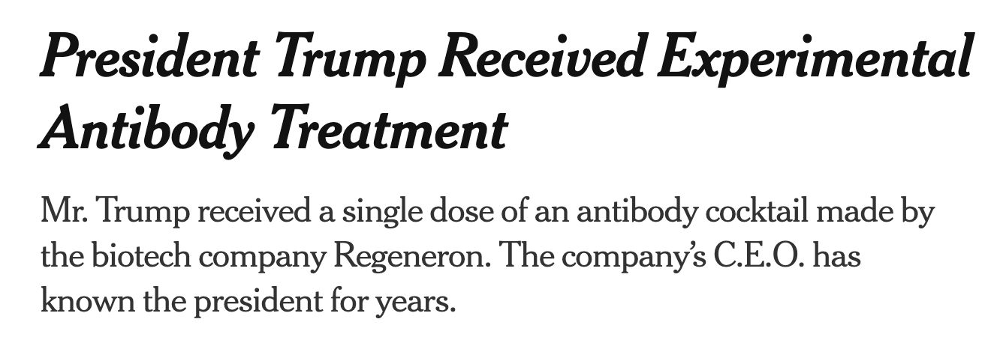 President Trump Received Experimental
Antibody Treatment
Mr. Trump received a single dose of an antibody cocktail made by
the biotech company Regeneron. The company’s C.E.O. has
known the president for years.